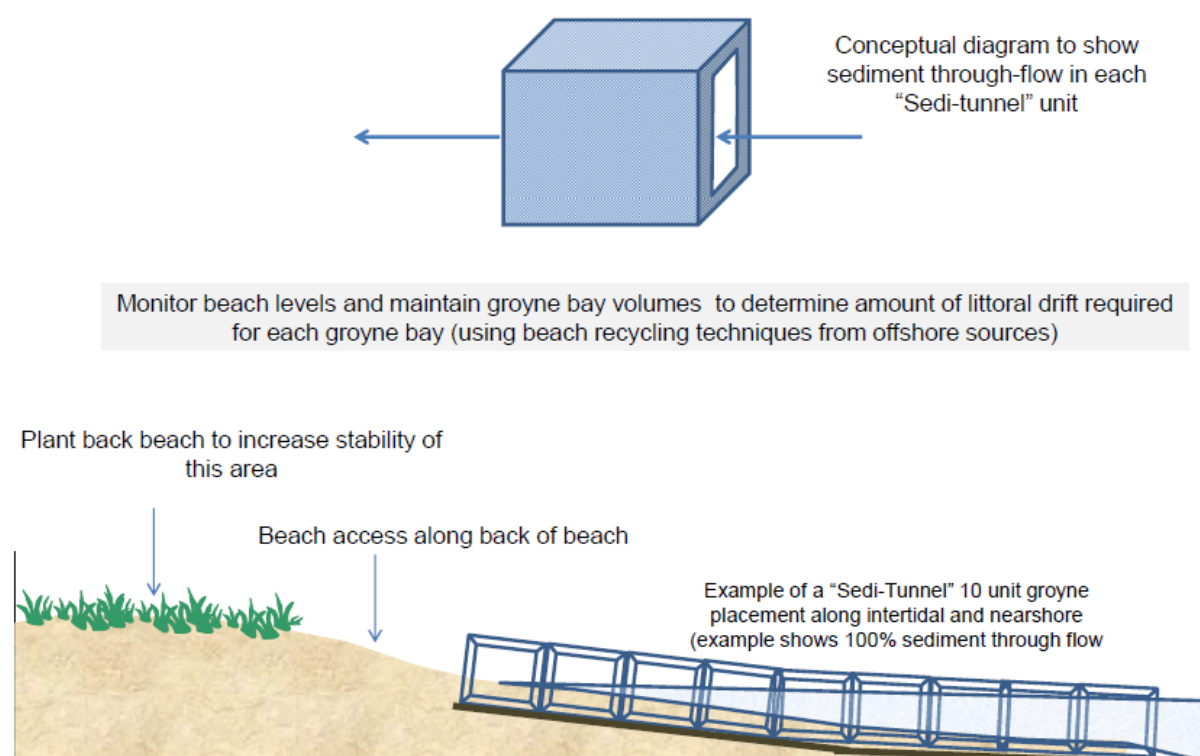 Conceptual diagram to show
sediment through-flow in each
“Sedi-tunnel” unit
Monitor beach levels and maintain groyne bay volumes  to determine amount of littoral drift required
for each groyne bay (using beach recycling techniques from offshore sources)
Plant back beach to increase stability of
this area
Beach access along back of beach
Example of a “Sedi-Tunnel” 10 unit groyne
placement along intertidal and nearshore
(example shows 100% sediment through flow